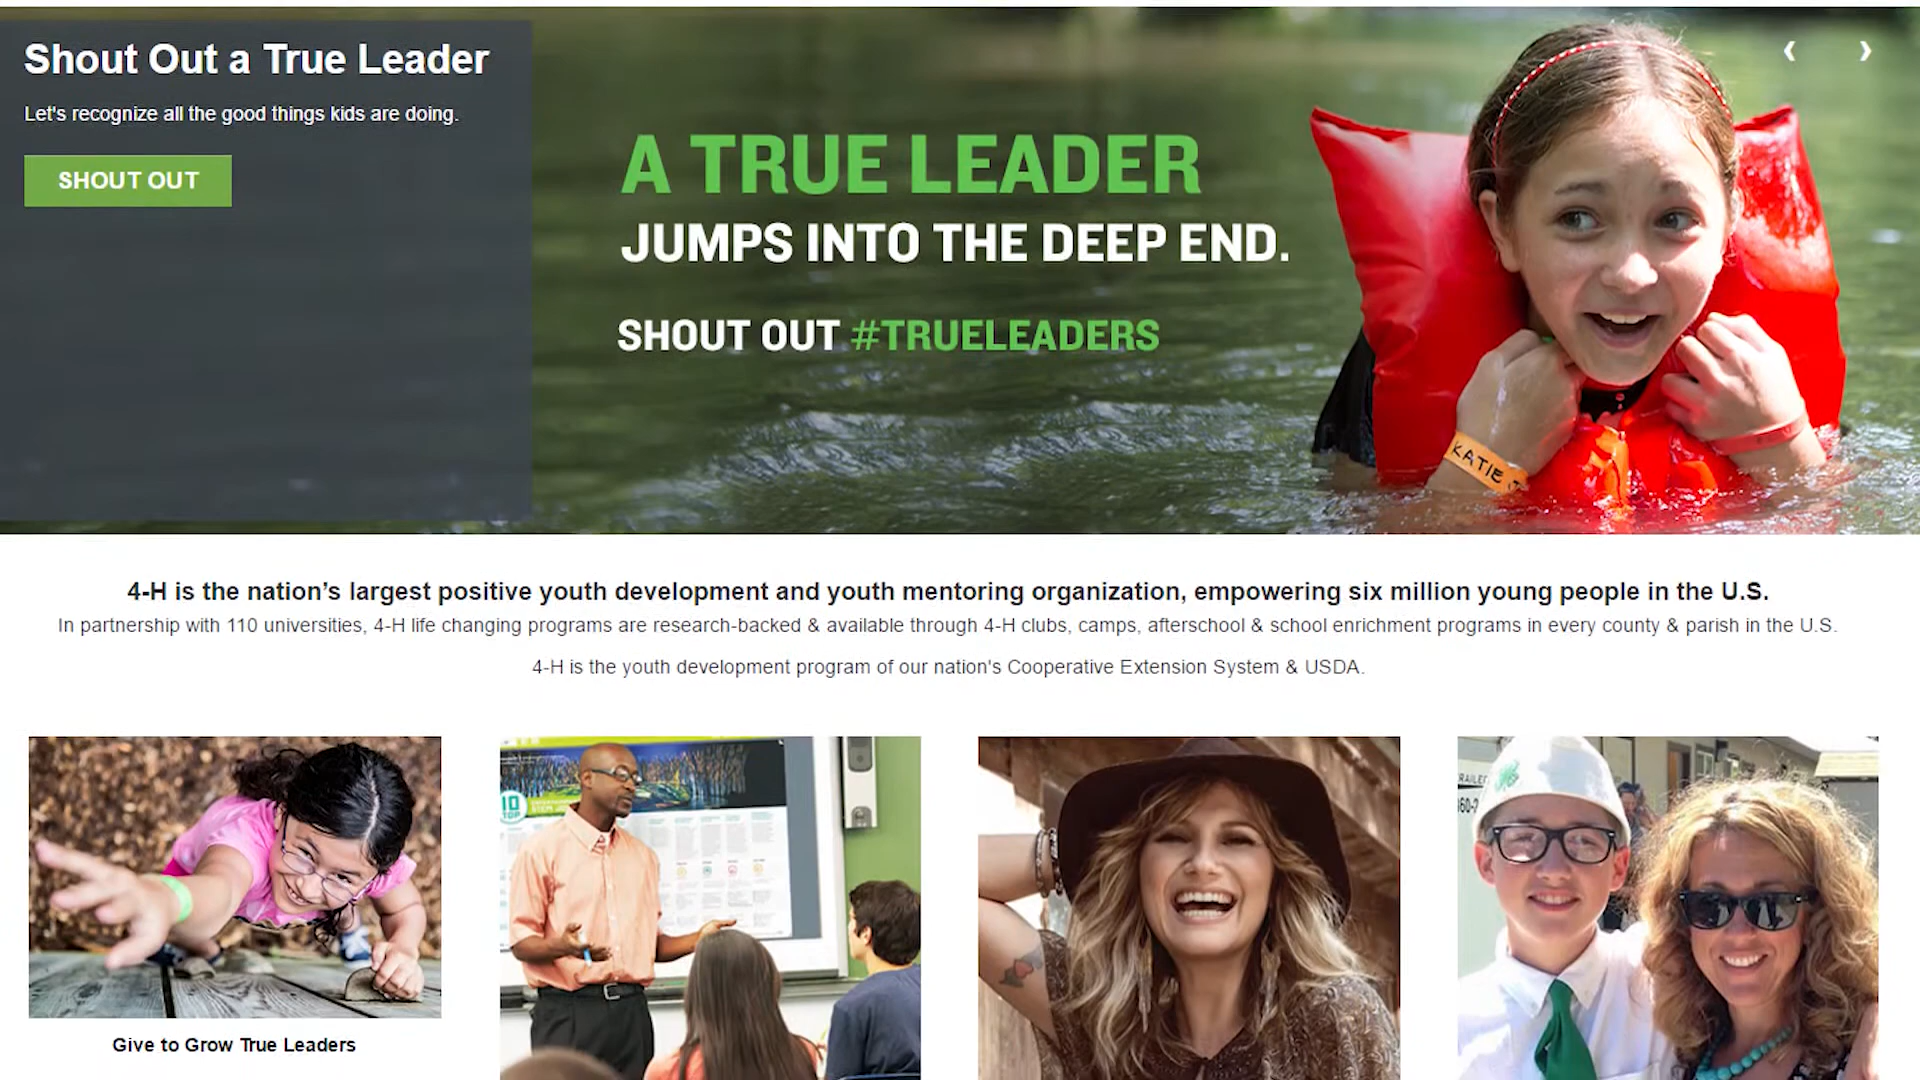 Shout Out a True Leader
Let's recognize all the good things kids are doing.
SHOUT OUT
A TRUE LEADER
JUMPS INTO THE DEEP END.
SHOUT OUT #TRUELEADERS
KATIE
4-H is the nation’s largest positive youth development and youth mentoring organization, empowering six million young people in the U.S.
In partnership with 110 universities, 4-H life changing programs are research-backed & available through 4-H clubs, camps, afterschool & school enrichment programs in every county & parish in the U.S.
4-H is the youth development program of our nation's Cooperative Extension System & USDA.
10
TOP
Give to Grow True Leaders